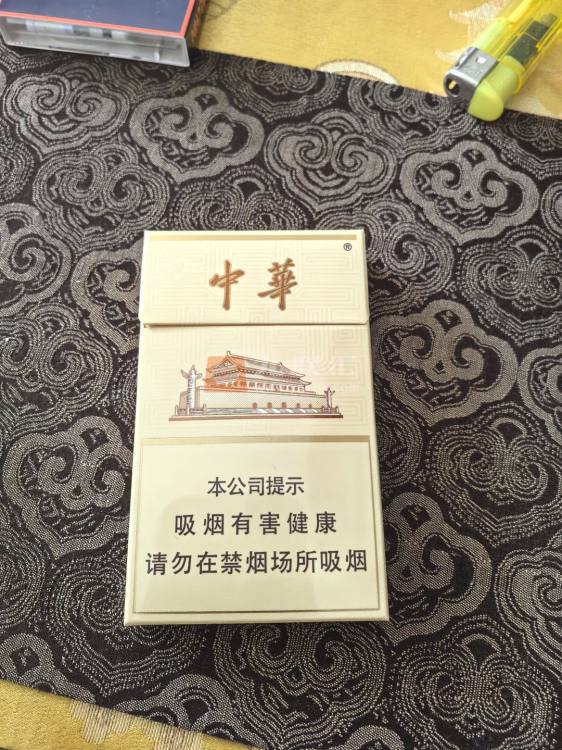 中華
®
本公司提示
吸烟有害健康
请勿在禁烟场所吸烟